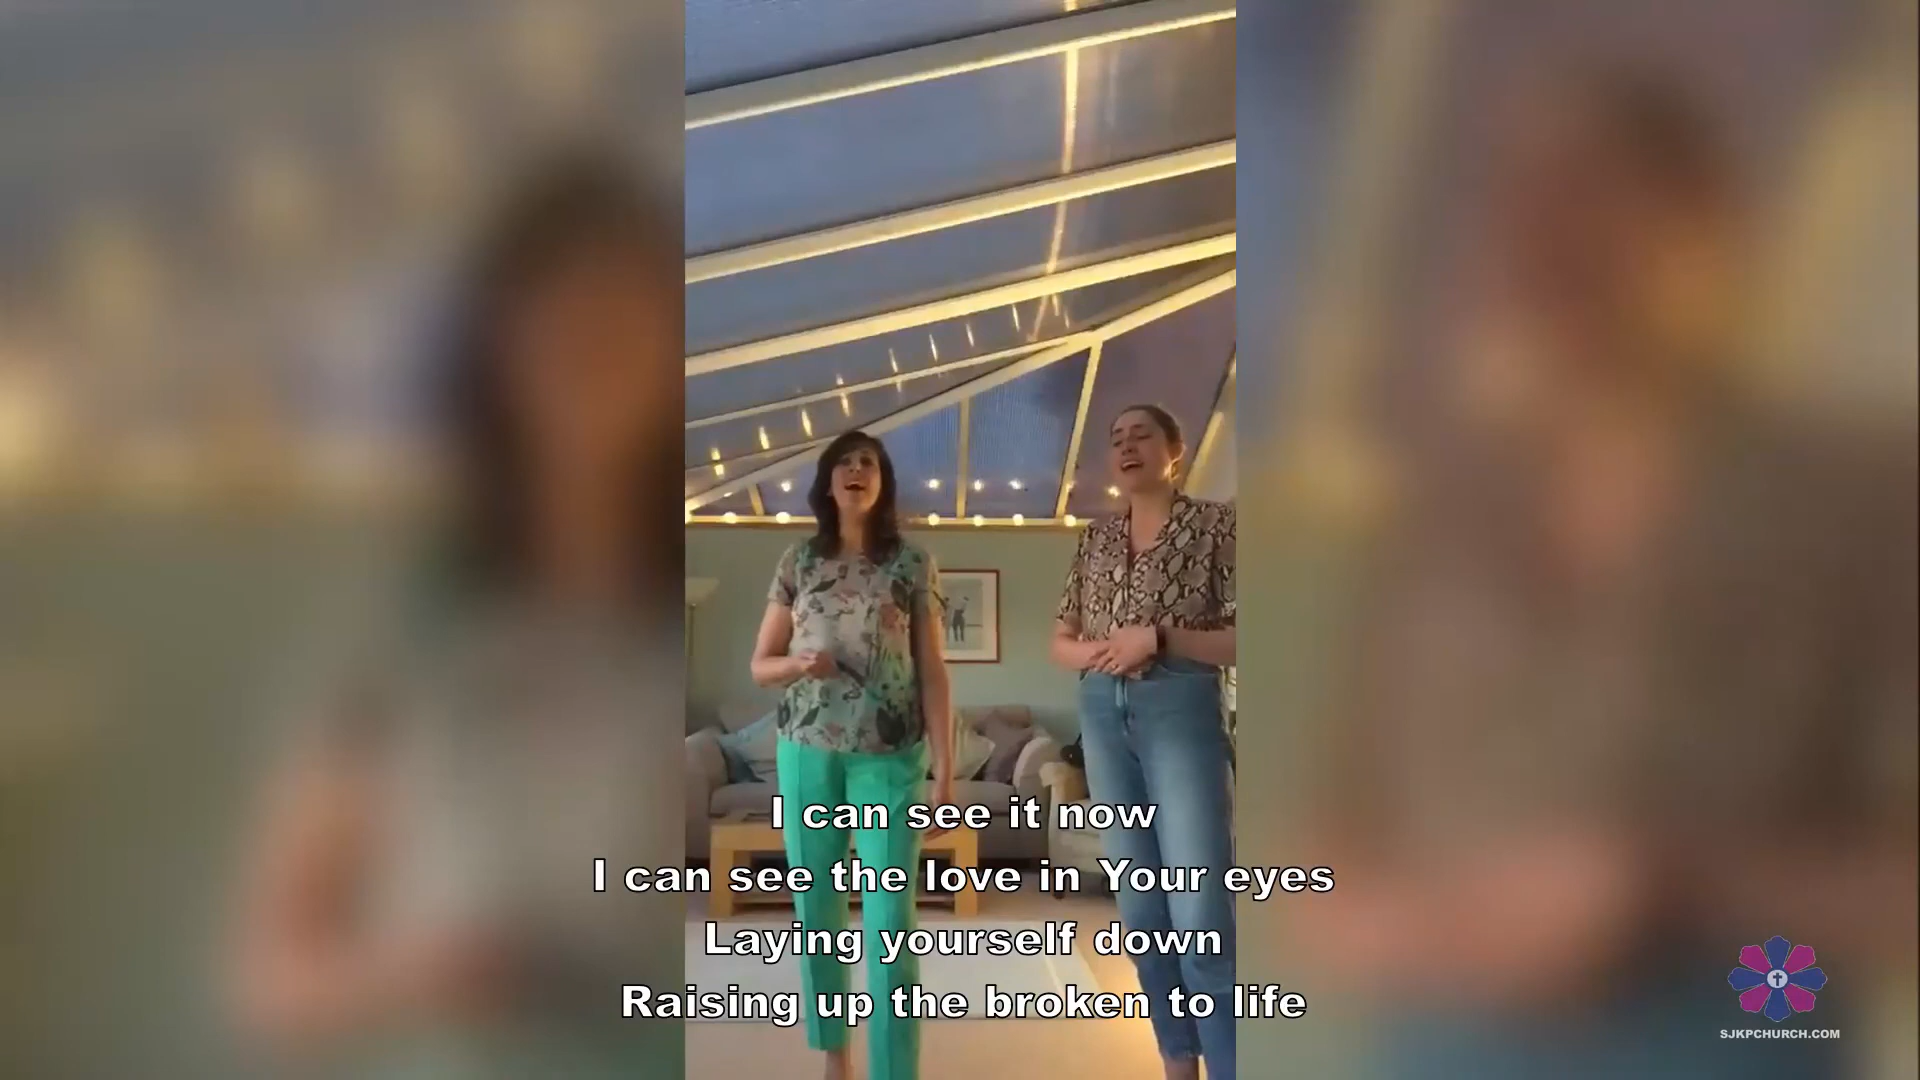 I can see it now
I can see the love in Your eyes
Laying yourself down
Raising up the broken to life
SJKPCHURCH.COM